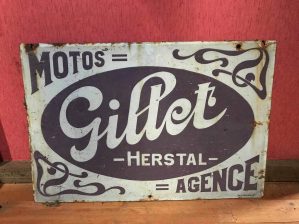 MOTOS =
Gillet
– HERSTAL –
= AGENCE